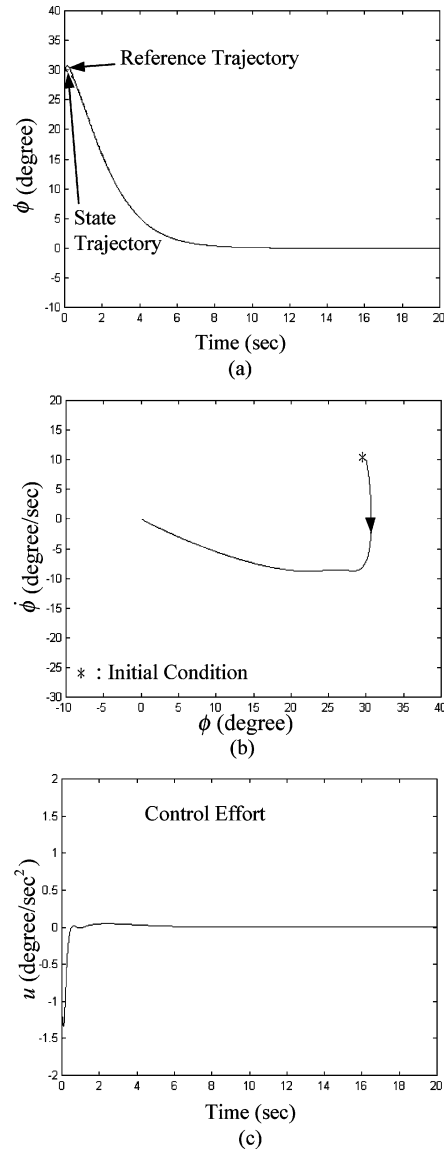 40
35
30
25
20
15
10
5
0
-5
-10
ϕ (degree)
Reference Trajectory
State
Trajectory
0 2 4 6 8 10 12 14 16 18 20
Time (sec)
(a)
20
15
10
5
0
-5
-10
-15
-20
-25
-30
ϕ̇ (degree/sec)
* : Initial Condition
-10 -5 0 5 10 15 20 25 30 35 40
ϕ (degree)
(b)
2
1.5
1
0.5
0
-0.5
-1
-1.5
-2
u (degree/sec²)
Control Effort
0 2 4 6 8 10 12 14 16 18 20
Time (sec)
(c)